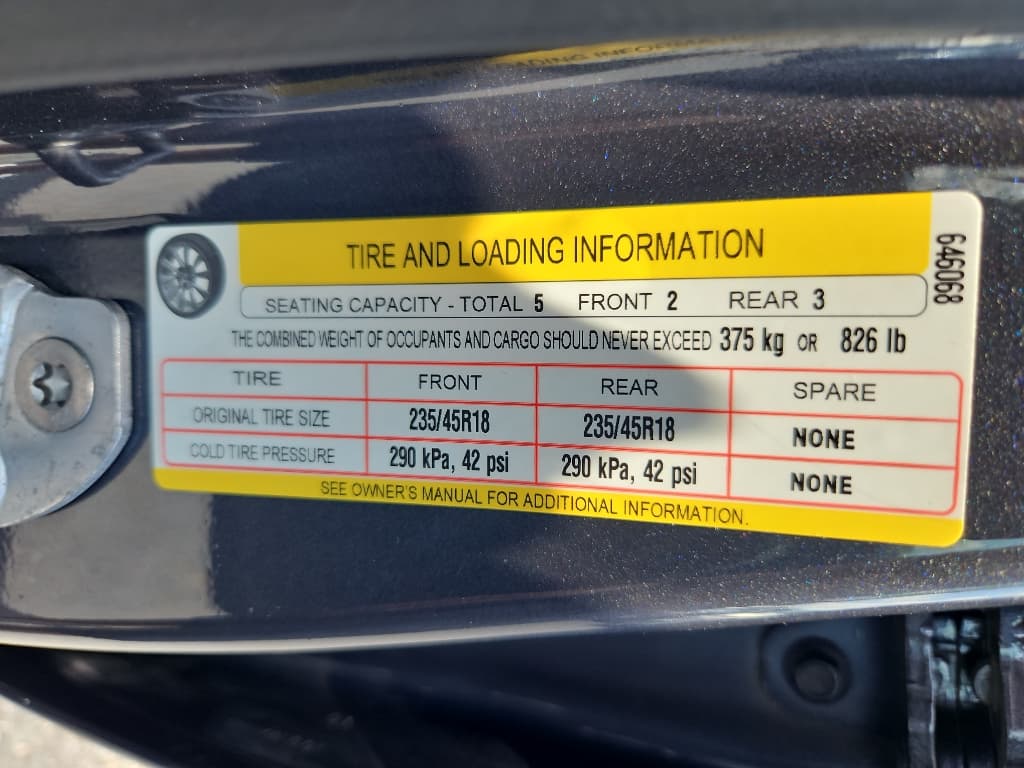 TIRE AND LOADING INFORMATION
646068
SEATING CAPACITY - TOTAL 5 FRONT 2 REAR 3
THE COMBINED WEIGHT OF OCCUPANTS AND CARGO SHOULD NEVER EXCEED 375 kg OR 826 lb
TIRE FRONT REAR SPARE
ORIGINAL TIRE SIZE 235/45R18 235/45R18 NONE
COLD TIRE PRESSURE 290 kPa, 42 psi 290 kPa, 42 psi NONE
SEE OWNER'S MANUAL FOR ADDITIONAL INFORMATION.